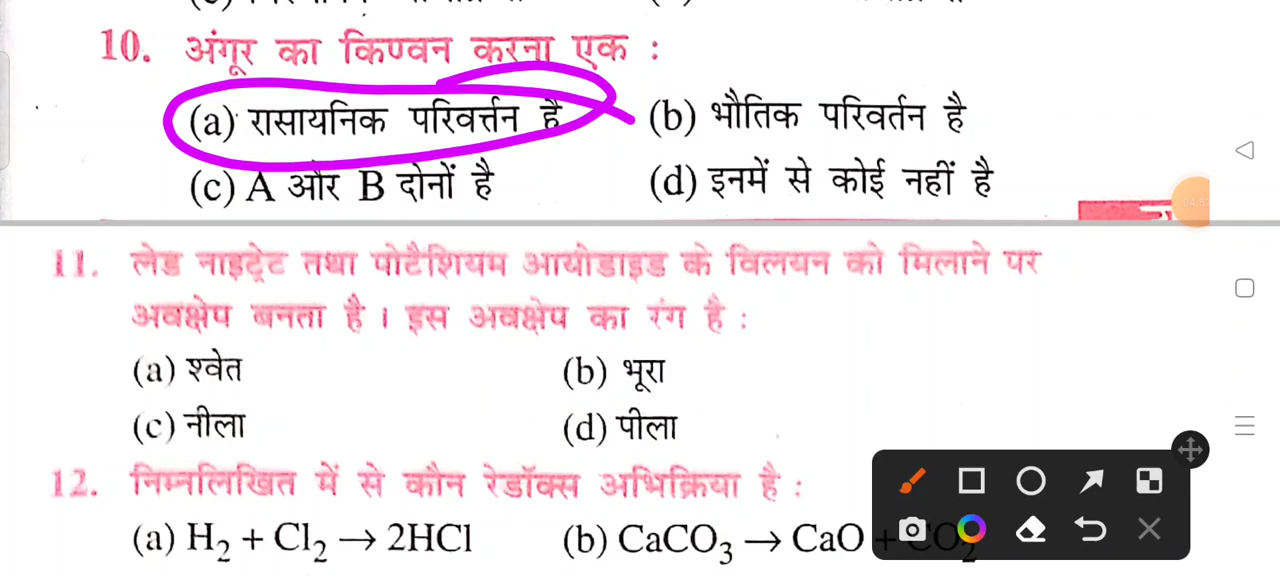 10. अंगूर का किण्वन करना एक :
(a) रासायनिक परिवर्त्तन है (b) भौतिक परिवर्तन है
(c) A और B दोनों है (d) इनमें से कोई नहीं है
11. लेड नाइट्रेट तथा पोटैशियम आयोडाइड के विलयन को मिलाने पर
अवक्षेप बनता है। इस अवक्षेप का रंग है :
(a) श्वेत (b) भूरा
(c) नीला (d) पीला
12. निम्नलिखित में से कौन रेडॉक्स अभिक्रिया है :
(a) H₂ + Cl₂ → 2HCl (b) CaCO₃ → CaO + CO₂